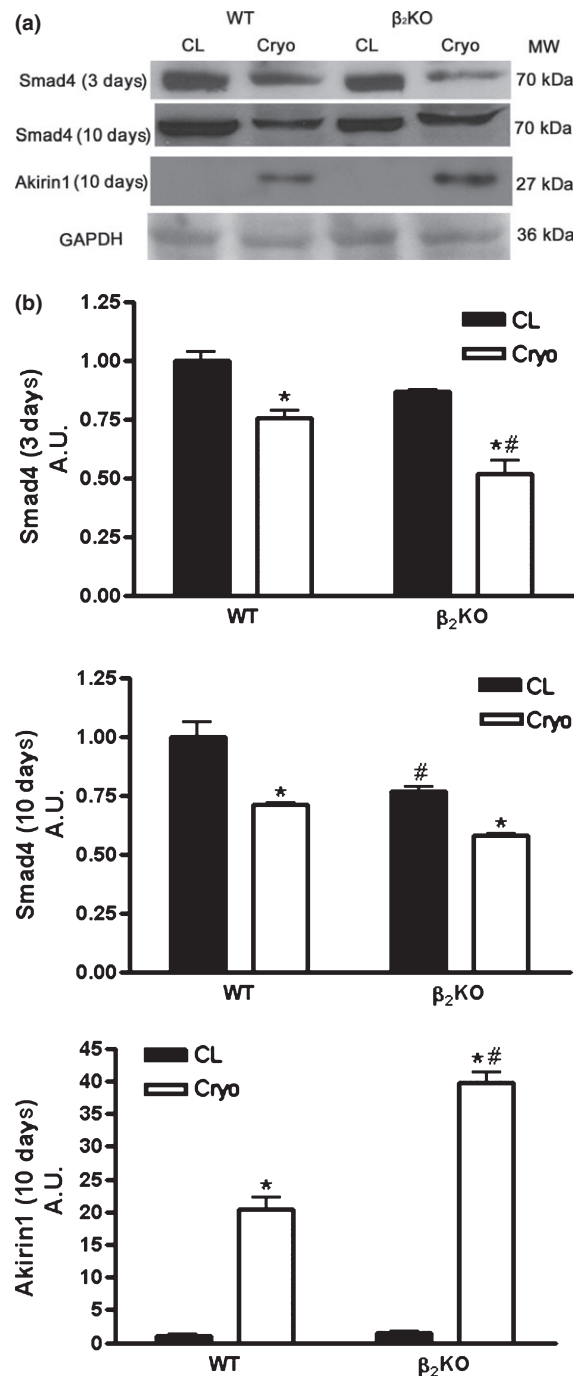 (a)
WT β₂KO
CL Cryo CL Cryo MW
Smad4 (3 days) 70 kDa
Smad4 (10 days) 70 kDa
Akirin1 (10 days) 27 kDa
GAPDH 36 kDa
(b)
Smad4 (3 days)
A.U.
1.25
1.00
0.75
0.50
0.25
0.00
CL
Cryo
*
*#
WT β₂KO
Smad4 (10 days)
A.U.
1.25
1.00
0.75
0.50
0.25
0.00
CL
Cryo
*
#
*
WT β₂KO
Akirin1 (10 days)
A.U.
45
40
35
30
25
20
15
10
5
0
CL
Cryo
*
*#
WT β₂KO